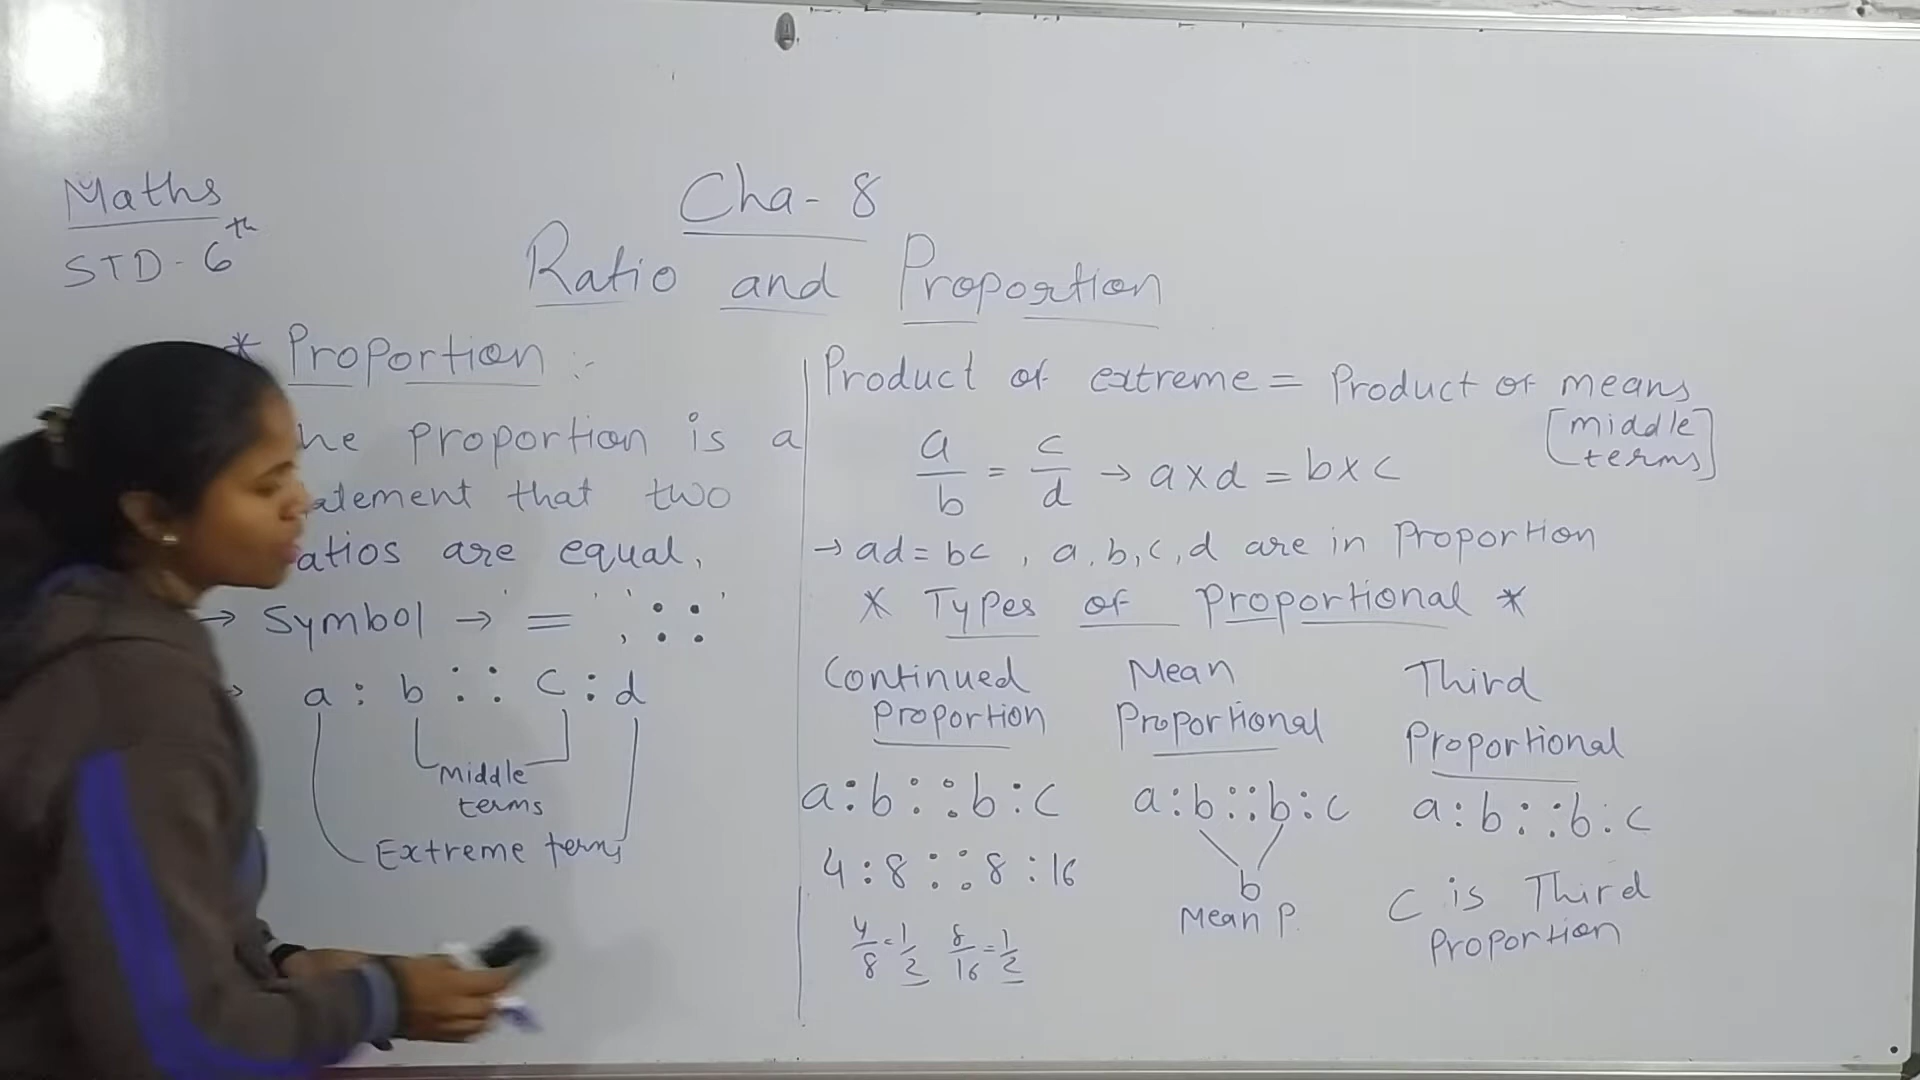 Maths
STD - 6th
Cha - 8
Ratio and Proportion
* Proportion :-
he proportion is a
atement that two
atios are equal.
→ Symbol → '=' , '::'
→ a : b :: c : d
Middle
terms
Extreme terms
Product of extreme = Product of means
[middle
terms]
a/b = c/d → a x d = b x c
→ ad = bc , a, b, c, d are in proportion
* Types of proportional *
Continued
proportion
a : b :: b : c
4 : 8 :: 8 : 16
4/8 = 1/2 8/16 = 1/2
Mean
Proportional
a : b :: b : c
b
Mean P.
Third
Proportional
a : b :: b : c
C is Third
Proportion